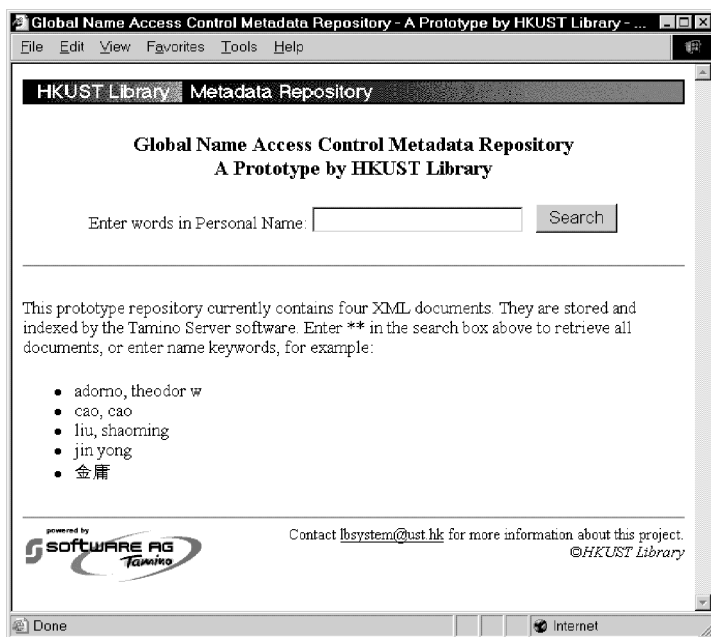 Global Name Access Control Metadata Repository - A Prototype by HKUST Library - ...
File Edit View Favorites Tools Help
HKUST Library Metadata Repository
Global Name Access Control Metadata Repository
A Prototype by HKUST Library
Enter words in Personal Name: Search
This prototype repository currently contains four XML documents. They are stored and
indexed by the Tamino Server software. Enter ** in the search box above to retrieve all
documents, or enter name keywords, for example:
adorno, theodor w
cao, cao
liu, shaoming
jin yong
金庸
powered by
software AG
Tamino
Contact lbsystem@ust.hk for more information about this project.
©HKUST Library
Done Internet